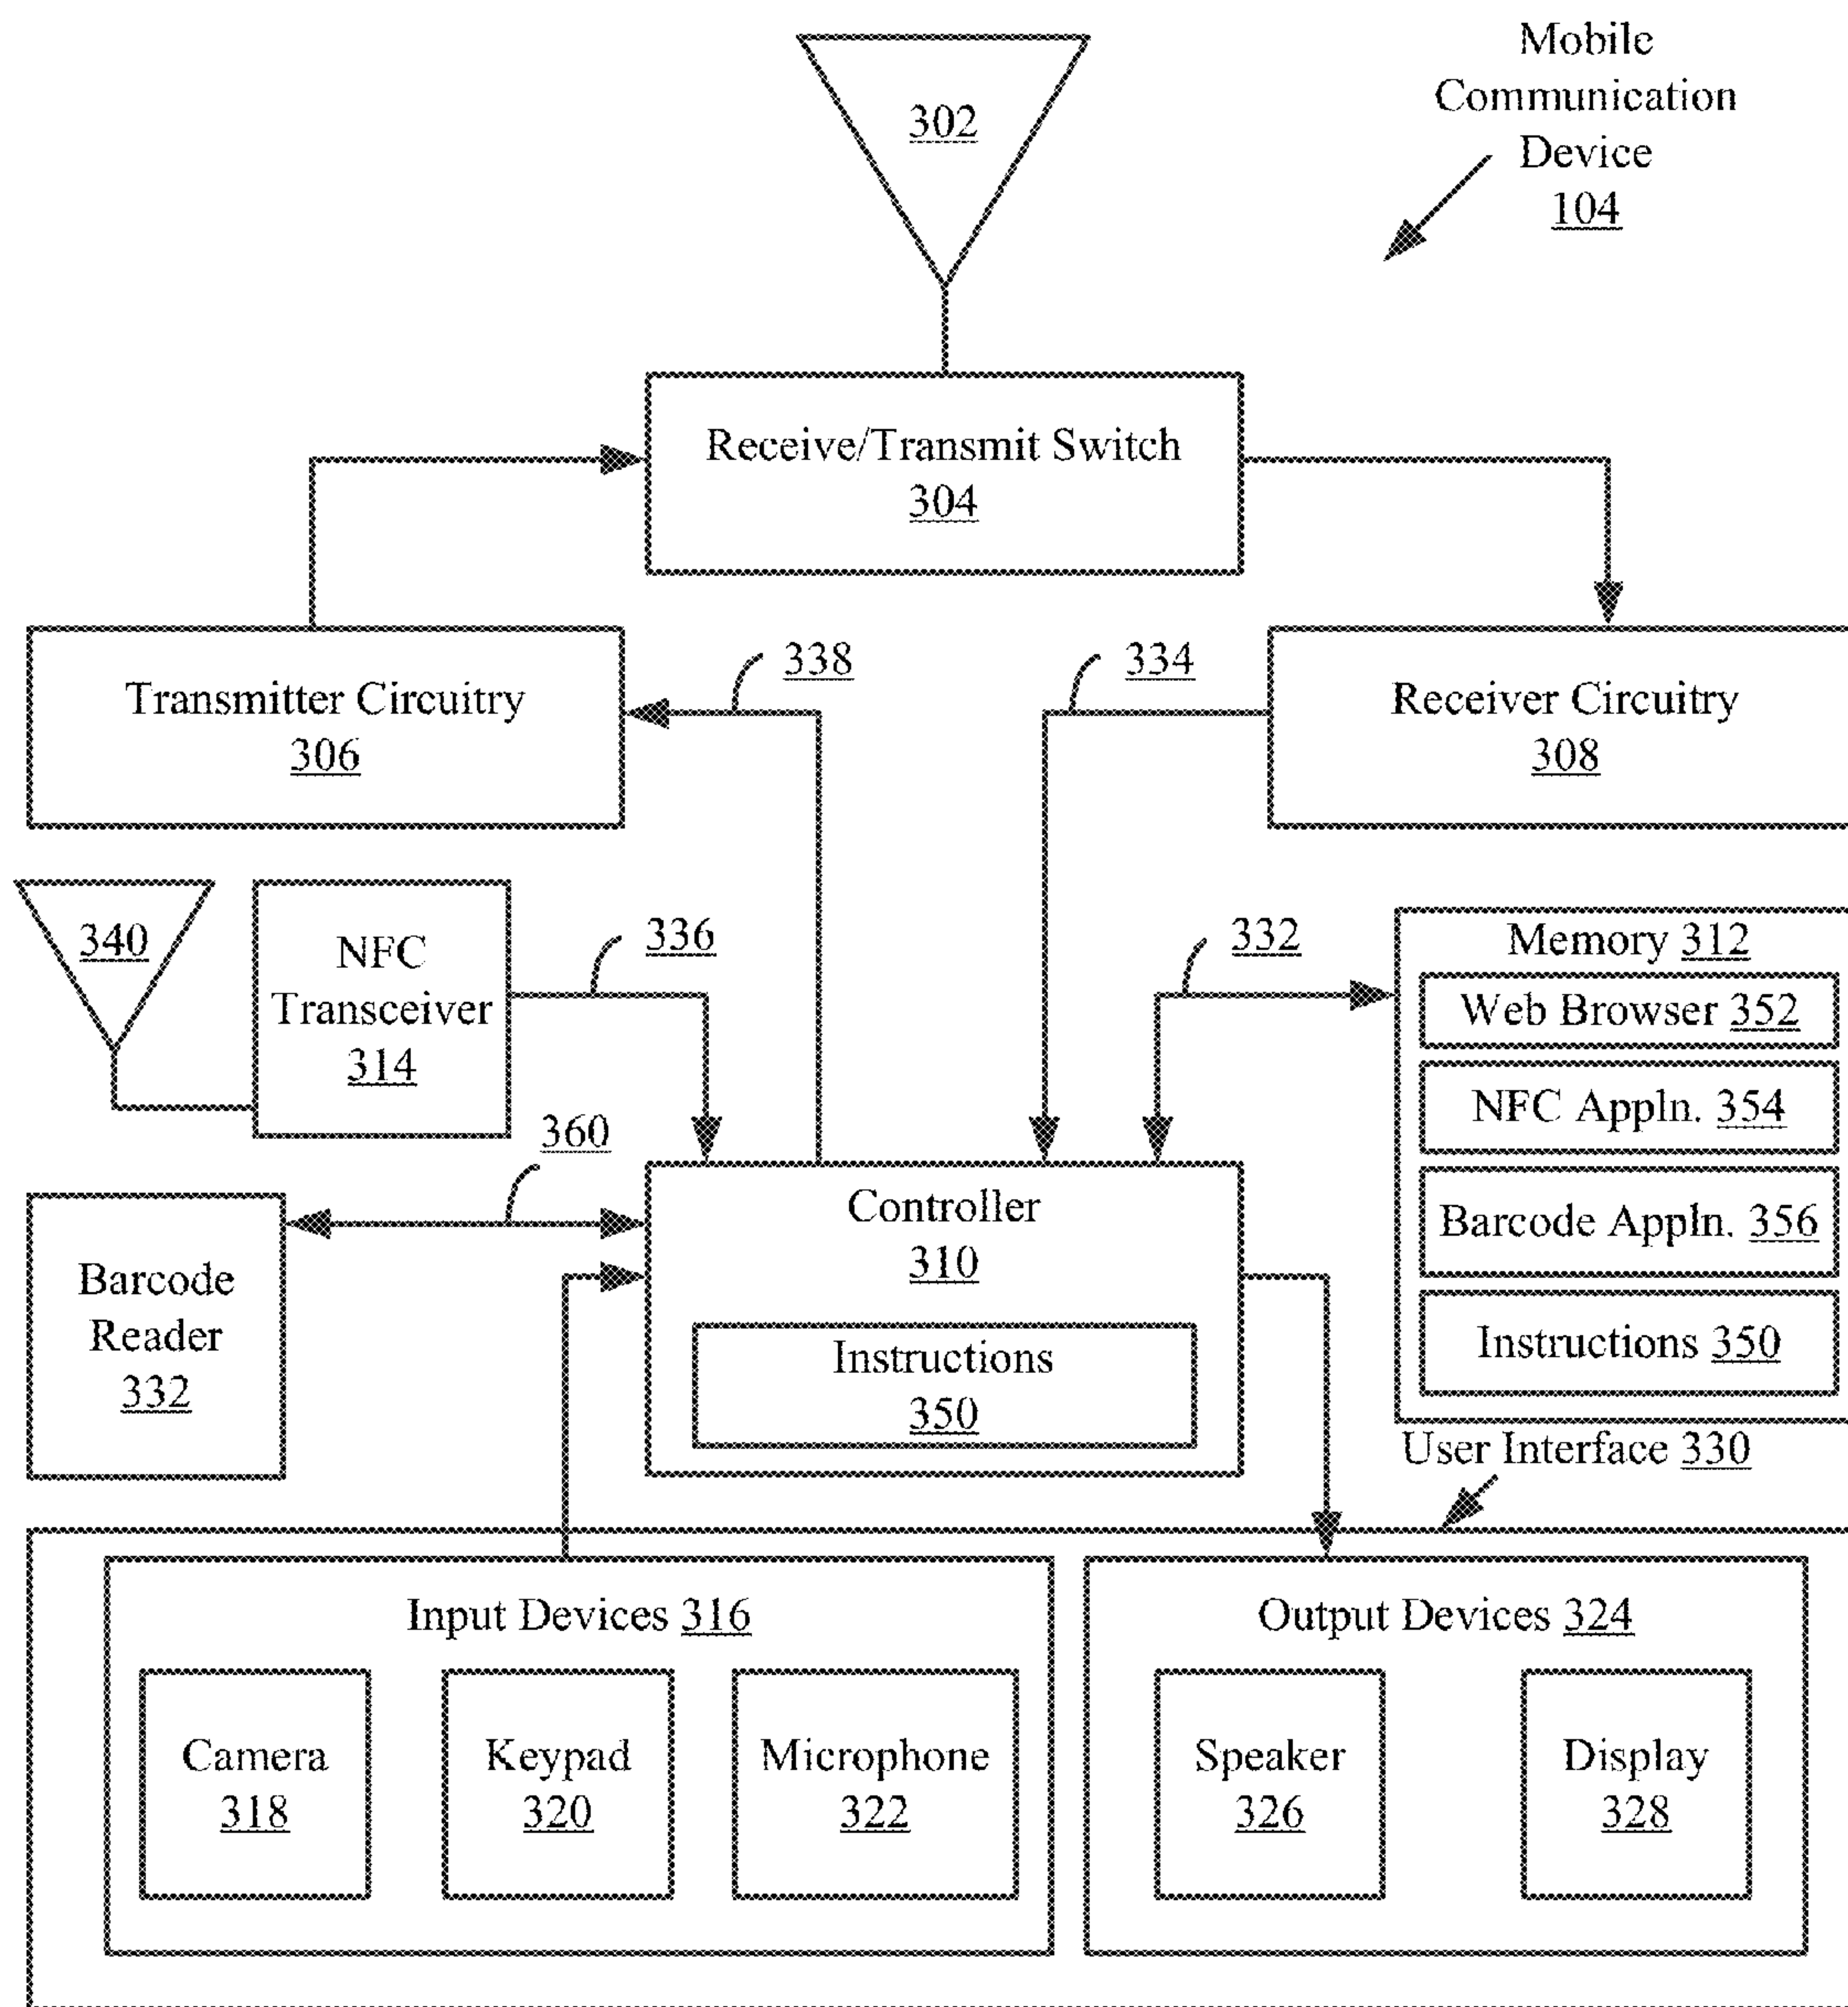 Mobile
Communication
Device
104
302
Receive/Transmit Switch
304
338
334
Transmitter Circuitry
306
Receiver Circuitry
308
340
NFC
Transceiver
314
336
332
Memory 312
Web Browser 352
NFC Appln. 354
Barcode Appln. 356
Instructions 350
360
Barcode
Reader
332
Controller
310
Instructions
350
User Interface 330
Input Devices 316
Camera
318
Keypad
320
Microphone
322
Output Devices 324
Speaker
326
Display
328